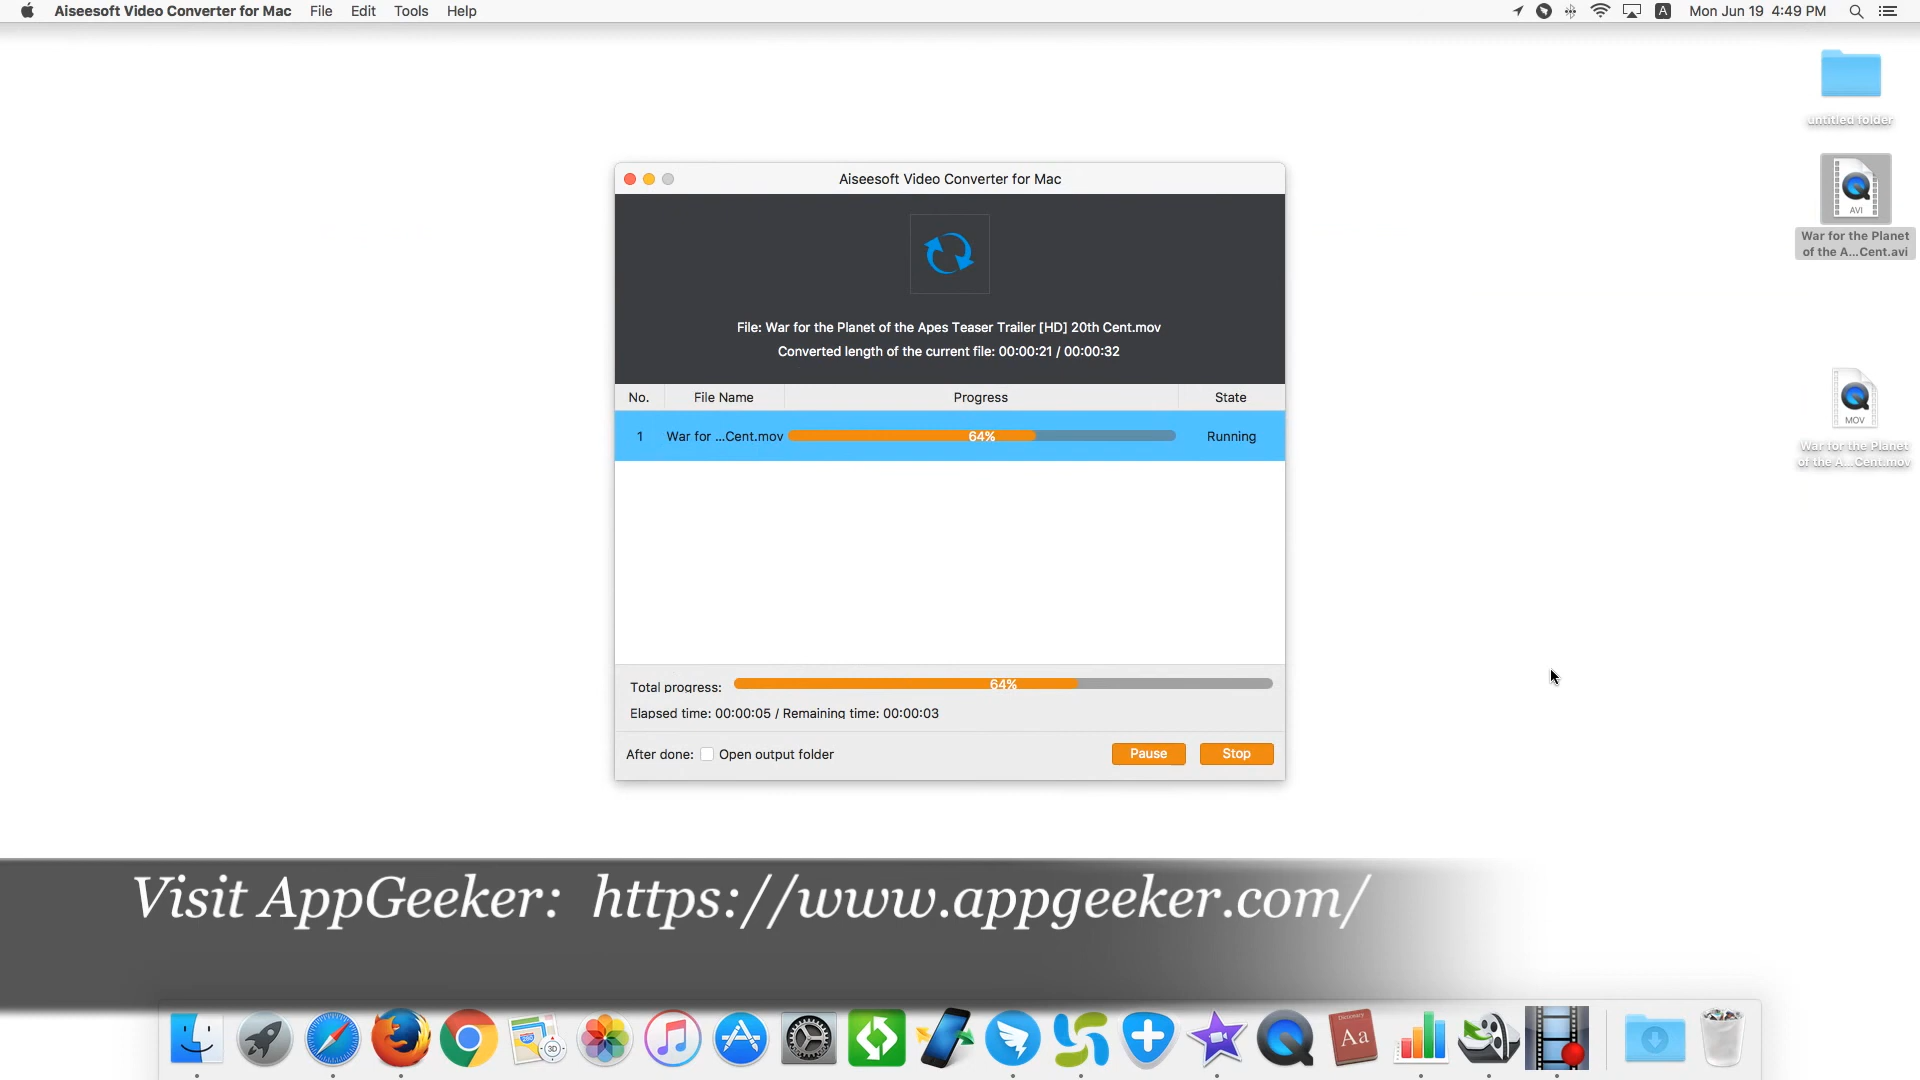 Aiseesoft Video Converter for Mac File Edit Tools Help
A Mon Jun 19 4:49 PM
untitled folder
AVI
War for the Planet
of the A...Cent.avi
MOV
War for the Planet
of the A...Cent.mov
Aiseesoft Video Converter for Mac
File: War for the Planet of the Apes Teaser Trailer [HD] 20th Cent.mov
Converted length of the current file: 00:00:21 / 00:00:32
No. File Name Progress State
1 War for ...Cent.mov 64% Running
Total progress: 64%
Elapsed time: 00:00:05 / Remaining time: 00:00:03
After done: Open output folder Pause Stop
Visit AppGeeker: https://www.appgeeker.com/
3D
Dictionary
Aa